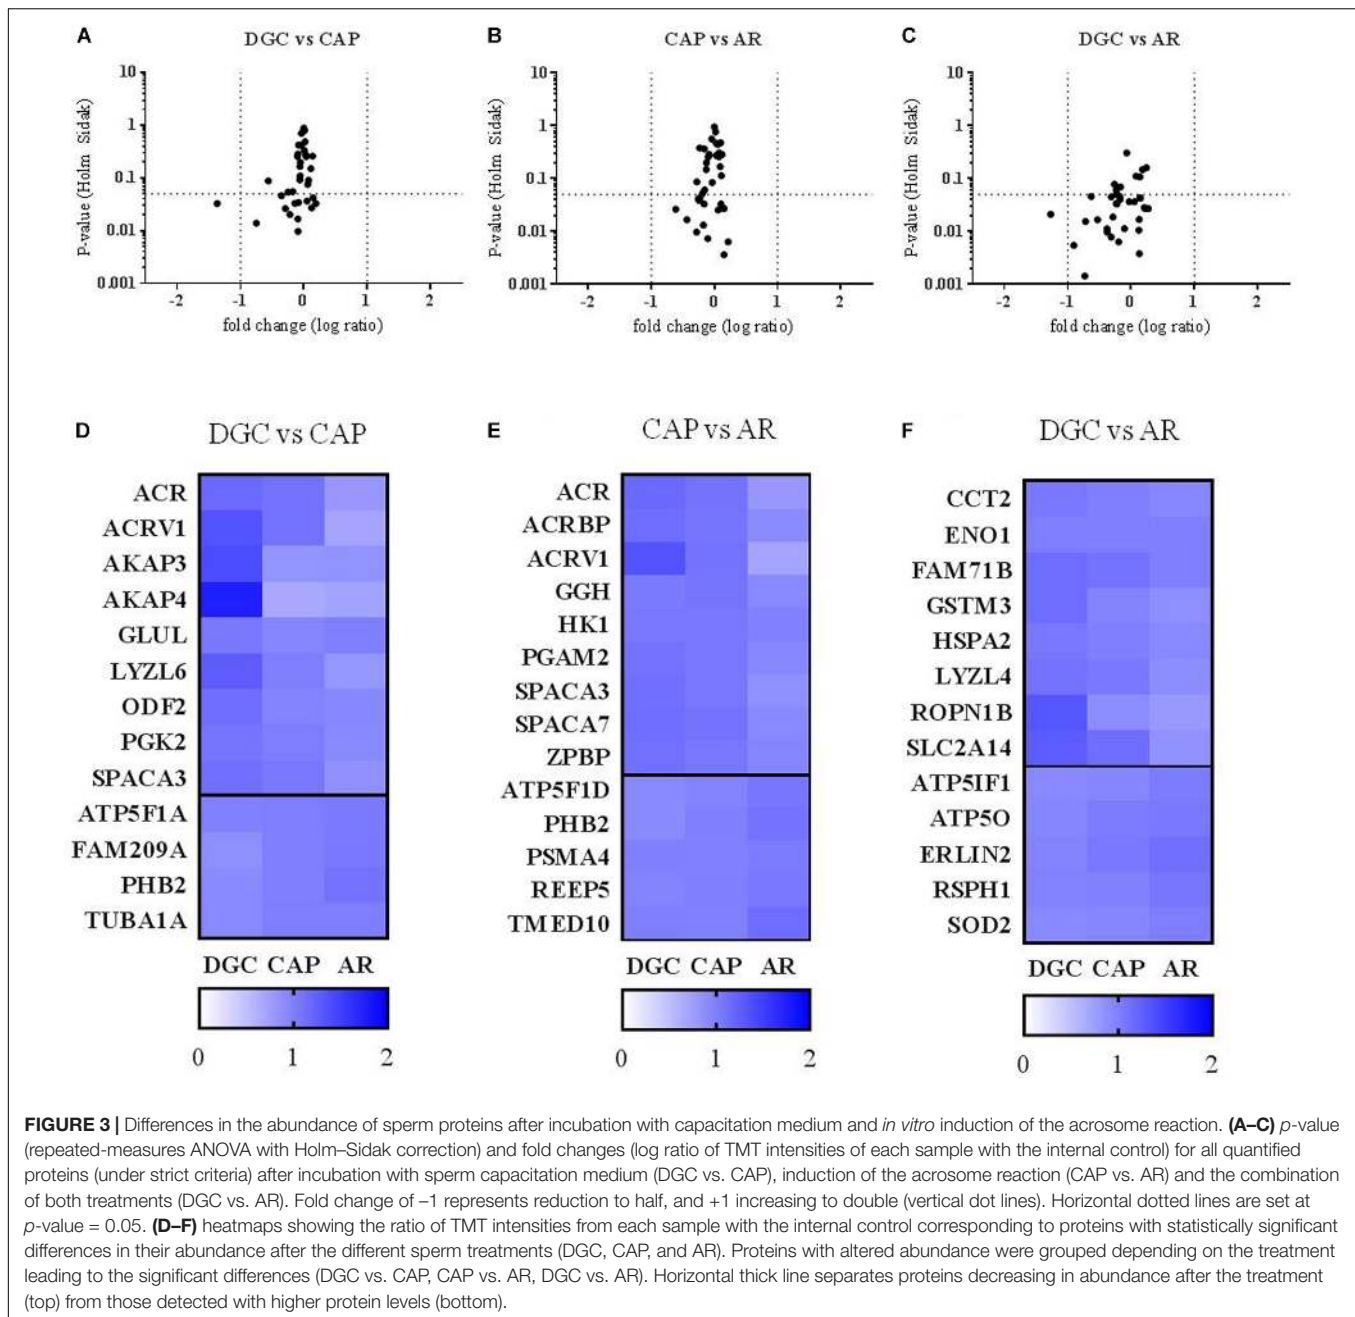 A
DGC vs CAP
P-value (Holm Sidak)
10
1
0.1
0.01
0.001
-2 -1 0 1 2
fold change (log ratio)
B
CAP vs AR
P-value (Holm Sidak)
10
1
0.1
0.01
0.001
-2 -1 0 1 2
fold change (log ratio)
C
DGC vs AR
P-value (Holm Sidak)
10
1
0.1
0.01
0.001
-2 -1 0 1 2
fold change (log ratio)
D
DGC vs CAP
ACR
ACRV1
AKAP3
AKAP4
GLUL
LYZL6
ODF2
PGK2
SPACA3
ATP5F1A
FAM209A
PHB2
TUBA1A
DGC CAP AR
0 1 2
E
CAP vs AR
ACR
ACRBP
ACRV1
GGH
HK1
PGAM2
SPACA3
SPACA7
ZPBP
ATP5F1D
PHB2
PSMA4
REEP5
TMED10
DGC CAP AR
0 1 2
F
DGC vs AR
CCT2
ENO1
FAM71B
GSTM3
HSPA2
LYZL4
ROPN1B
SLC2A14
ATP5IF1
ATP5O
ERLIN2
RSPH1
SOD2
DGC CAP AR
0 1 2
FIGURE 3 | Differences in the abundance of sperm proteins after incubation with capacitation medium and in vitro induction of the acrosome reaction. (A–C) p-value
(repeated-measures ANOVA with Holm–Sidak correction) and fold changes (log ratio of TMT intensities of each sample with the internal control) for all quantified
proteins (under strict criteria) after incubation with sperm capacitation medium (DGC vs. CAP), induction of the acrosome reaction (CAP vs. AR) and the combination
of both treatments (DGC vs. AR). Fold change of –1 represents reduction to half, and +1 increasing to double (vertical dot lines). Horizontal dotted lines are set at
p-value = 0.05. (D–F) heatmaps showing the ratio of TMT intensities from each sample with the internal control corresponding to proteins with statistically significant
differences in their abundance after the different sperm treatments (DGC, CAP, and AR). Proteins with altered abundance were grouped depending on the treatment
leading to the significant differences (DGC vs. CAP, CAP vs. AR, DGC vs. AR). Horizontal thick line separates proteins decreasing in abundance after the treatment
(top) from those detected with higher protein levels (bottom).